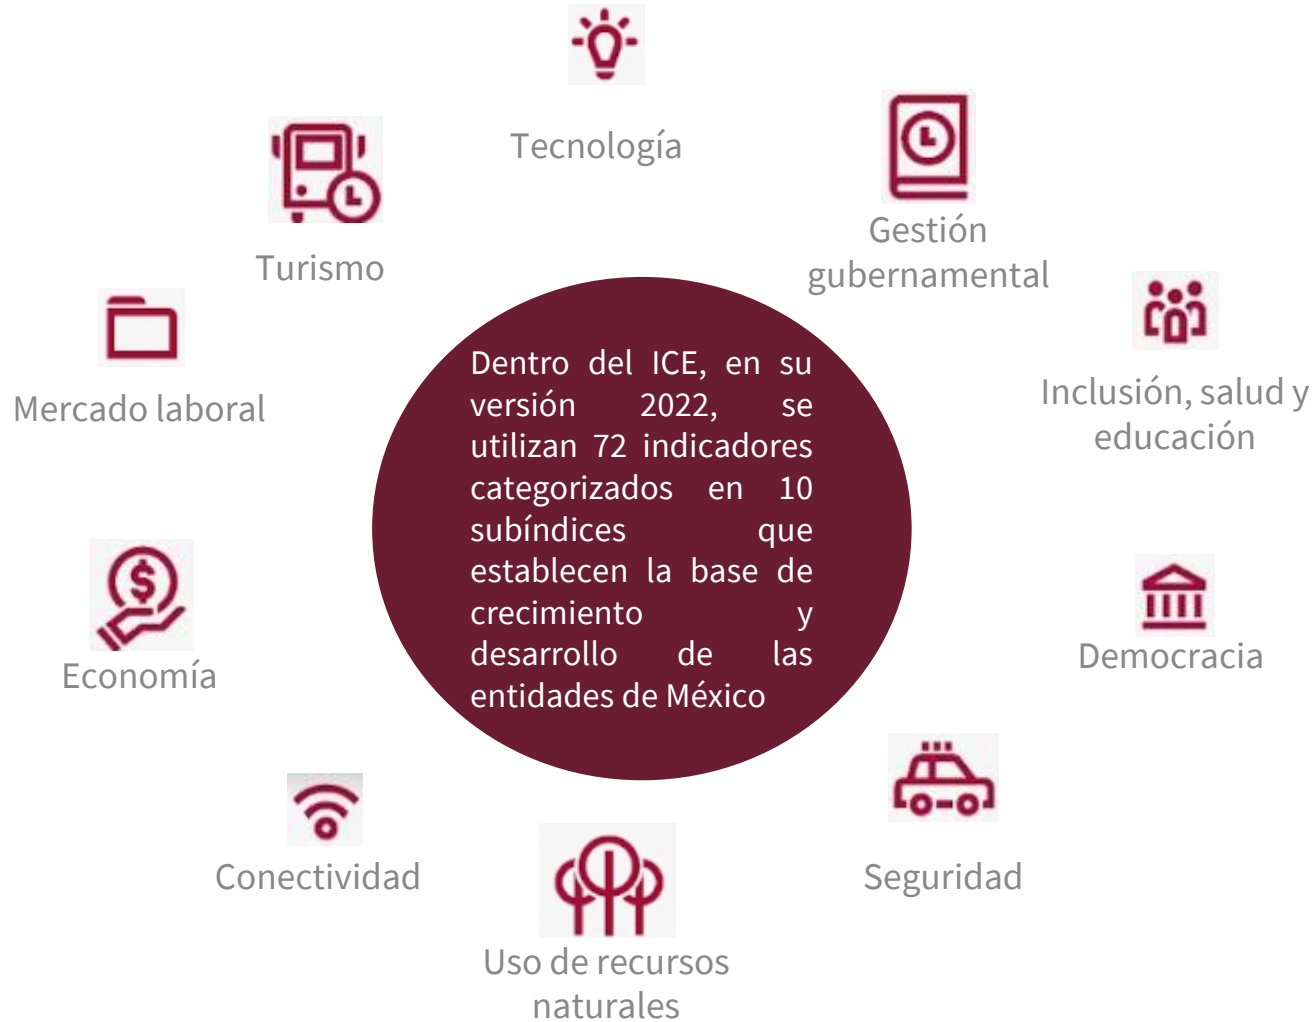 Tecnología
Gestión
gubernamental
Turismo
Inclusión, salud y
educación
Mercado laboral
Dentro del ICE, en su
versión 2022, se
utilizan 72 indicadores
categorizados en 10
subíndices que
establecen la base de
crecimiento y
desarrollo de las
entidades de México
Democracia
Economía
Conectividad
Seguridad
Uso de recursos
naturales